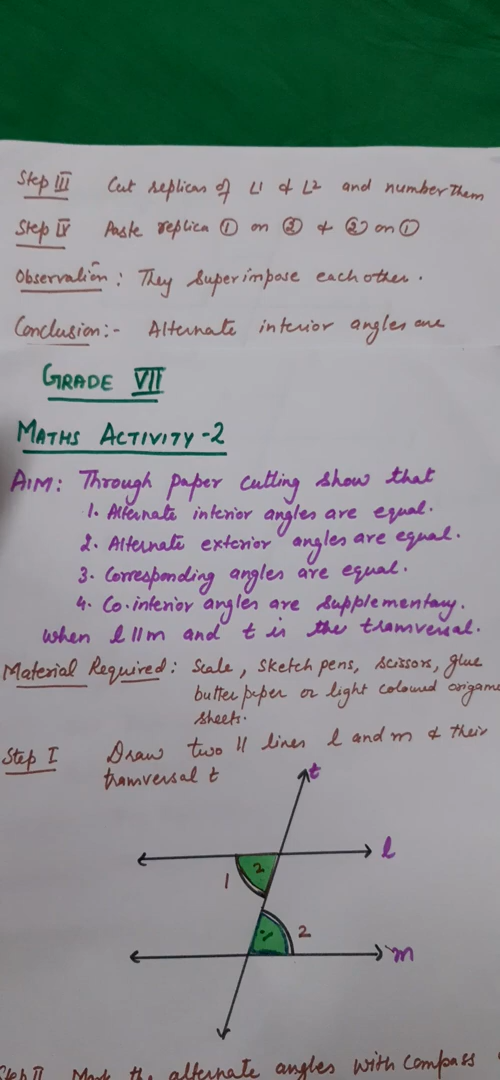 Step III Cut replicas of ∠1 & ∠2 and number them
Step IV Paste replica ① on ② & ② on ①
Observation : They superimpose each other.
Conclusion:- Alternate interior angles are
GRADE VII
MATHS ACTIVITY-2
AIM: Through paper cutting show that
1. Alternate interior angles are equal.
2. Alternate exterior angles are equal.
3. Corresponding angles are equal.
4. Co-interior angles are supplementary.
when l || m and t is the transversal.
Material Required: Scale, sketch pens, scissors, glue
butter paper or light coloured origami
sheets.
Step I Draw two || lines l and m & their
transversal t
t
l
2
1
2
m
Step II Mark the alternate angles with compass